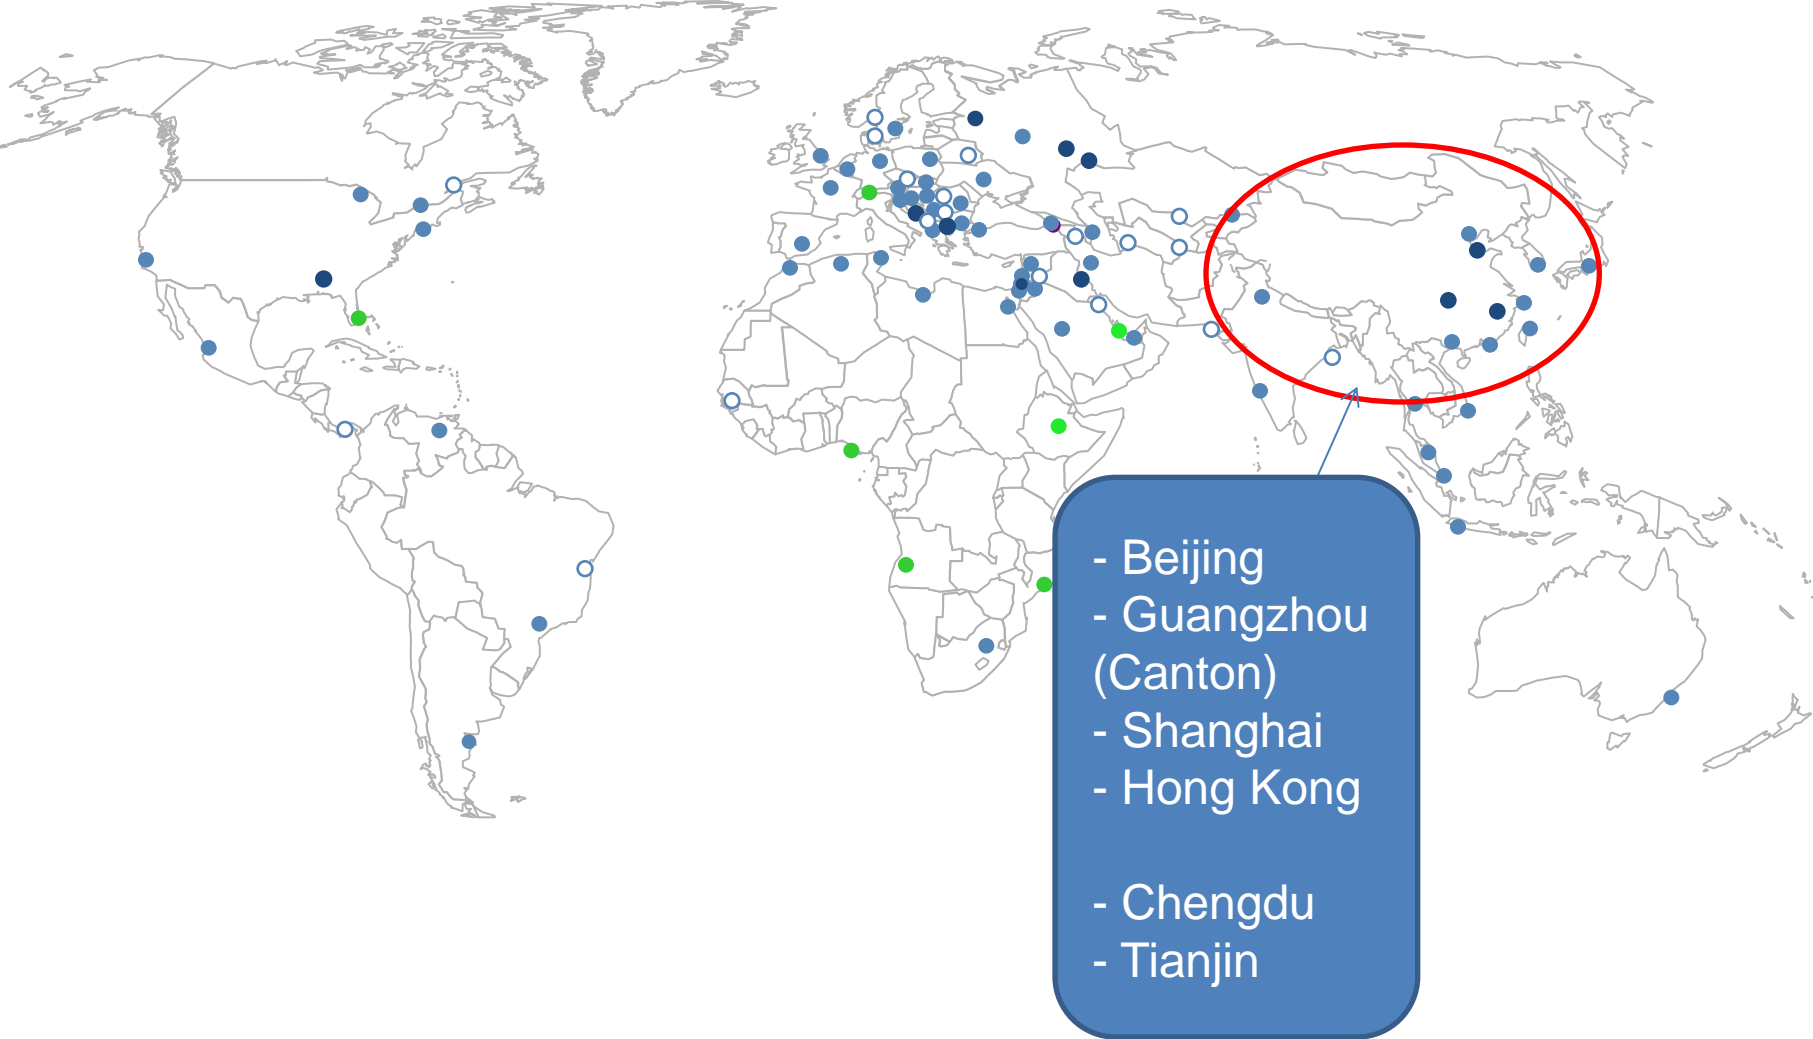 - Beijing
- Guangzhou
(Canton)
- Shanghai
- Hong Kong
- Chengdu
- Tianjin